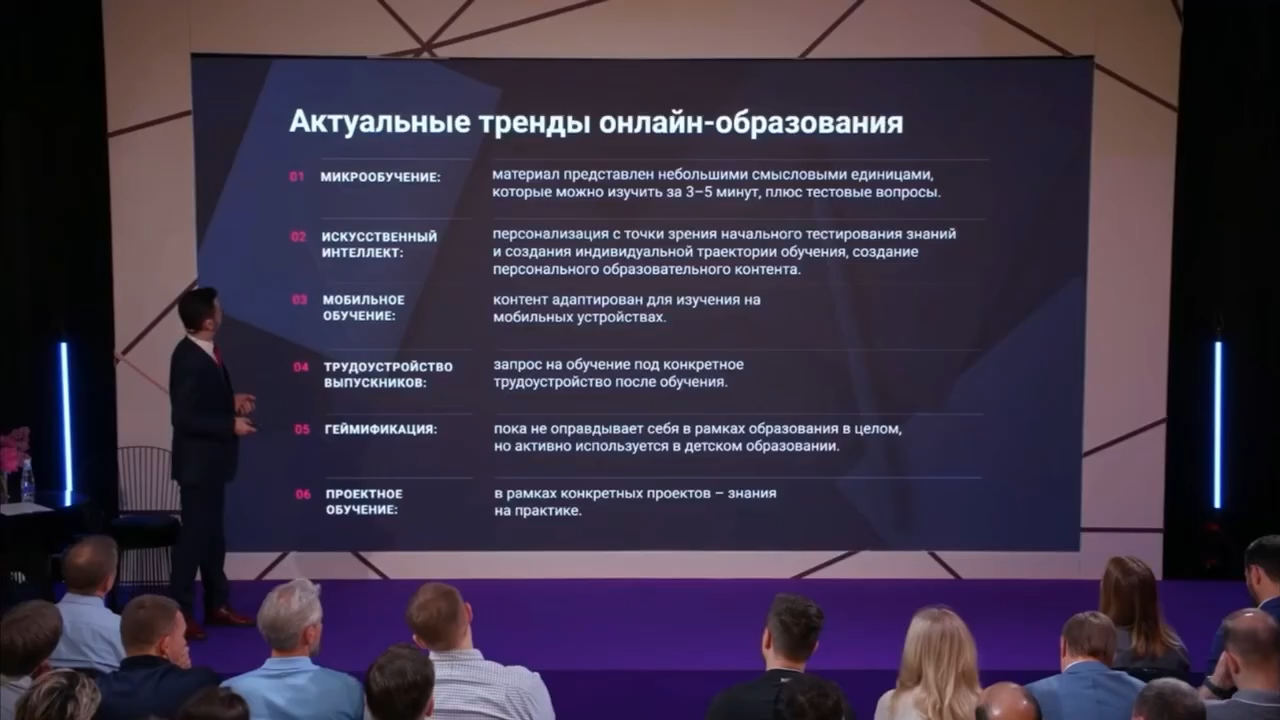 Актуальные тренды онлайн-образования
01 МИКРООБУЧЕНИЕ:
материал представлен небольшими смысловыми единицами,
которые можно изучить за 3–5 минут, плюс тестовые вопросы.
02 ИСКУССТВЕННЫЙ
ИНТЕЛЛЕКТ:
персонализация с точки зрения начального тестирования знаний
и создания индивидуальной траектории обучения, создание
персонального образовательного контента.
03 МОБИЛЬНОЕ
ОБУЧЕНИЕ:
контент адаптирован для изучения на
мобильных устройствах.
04 ТРУДОУСТРОЙСТВО
ВЫПУСКНИКОВ:
запрос на обучение под конкретное
трудоустройство после обучения.
05 ГЕЙМИФИКАЦИЯ:
пока не оправдывает себя в рамках образования в целом,
но активно используется в детском образовании.
06 ПРОЕКТНОЕ
ОБУЧЕНИЕ:
в рамках конкретных проектов – знания
на практике.